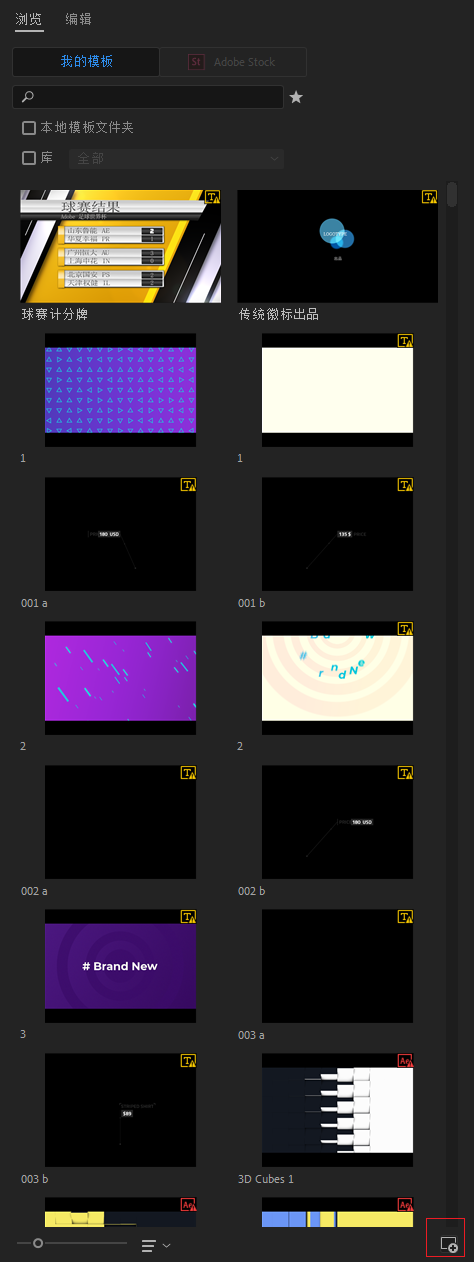 浏览 编辑
我的模板 St Adobe Stock
本地模板文件夹
库 全部
球赛结果
Adobe 足球世界杯
山东鲁能 AE 2
华夏幸福 PR 1
广州恒大 AU 3
上海申花 IN 0
北京国安 PS 2
天津权健 IL 2
LOGOTYPE
出品
球赛计分牌 传统徽标出品
1 1
180 USD
135 $
001 a 001 b
# r n d N e
2 2
180 USD
002 a 002 b
# Brand New
3 003 a
$89
003 b 3D Cubes 1